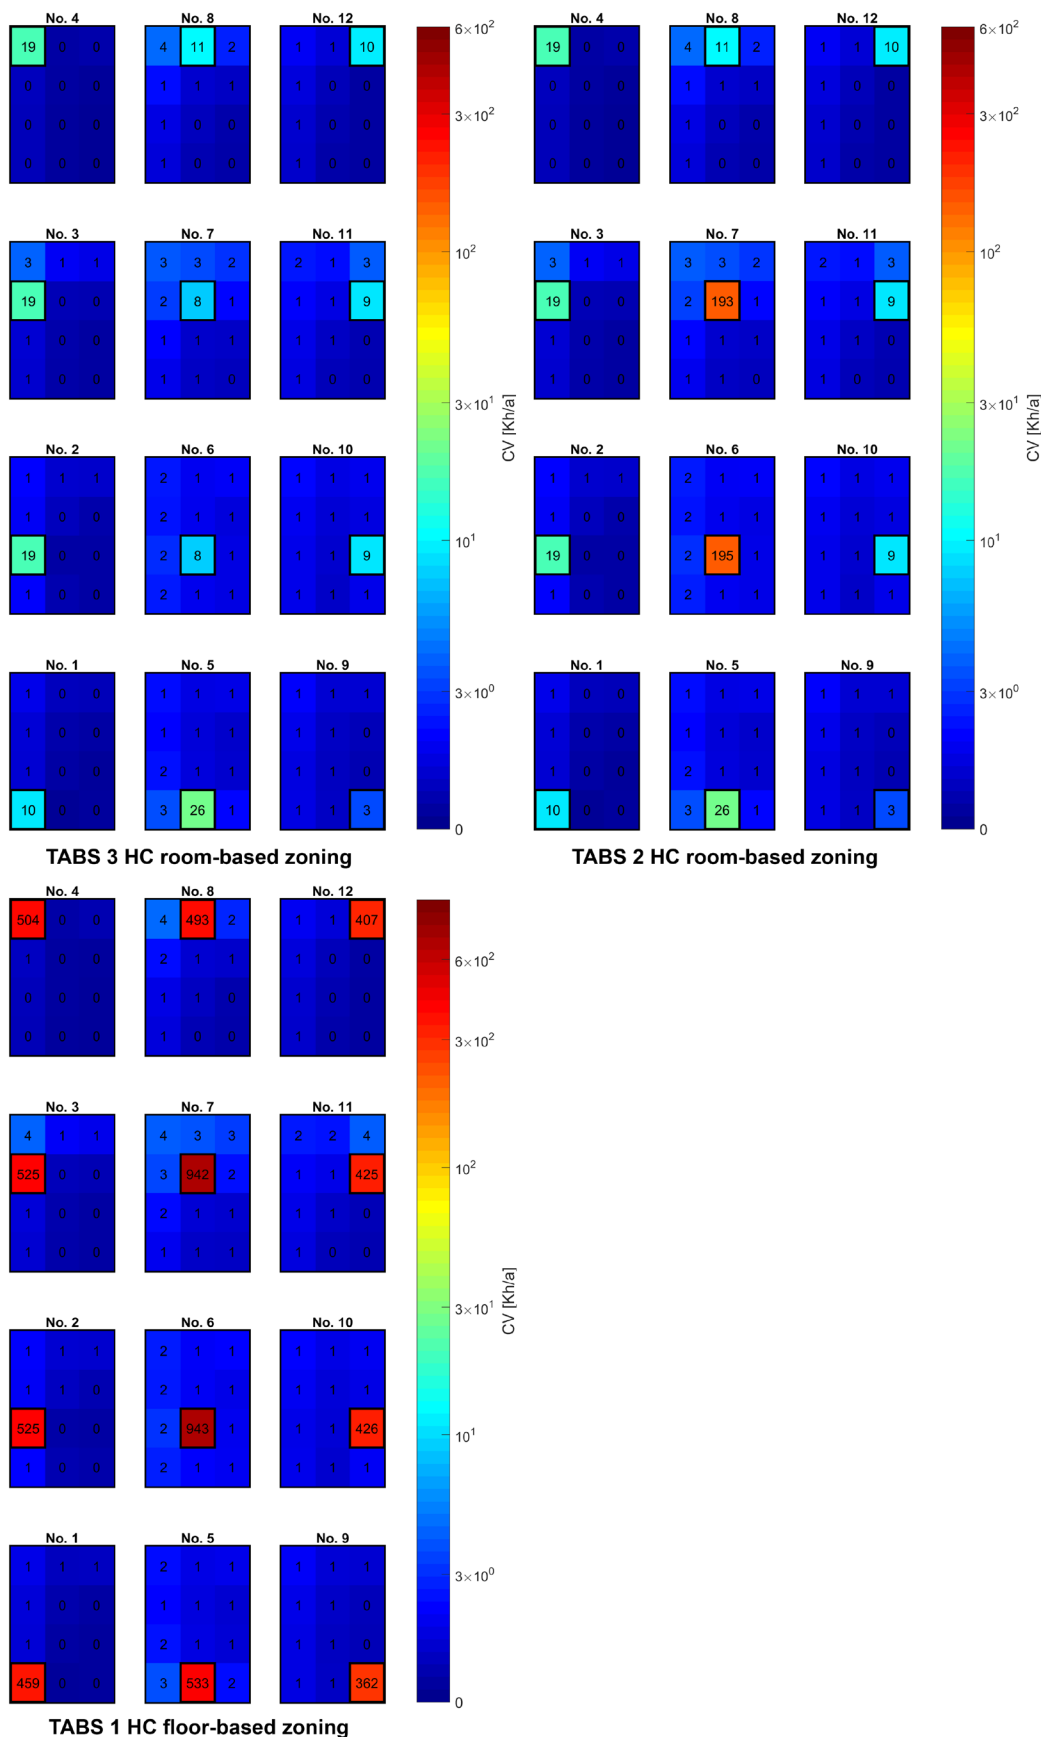 No. 4 No. 8 No. 12
19 0 0 4 11 2 1 1 10
0 0 0 1 1 1 1 0 0
0 0 0 1 0 0 1 0 0
0 0 0 1 0 0 1 0 0
No. 3 No. 7 No. 11
3 1 1 3 3 2 2 1 3
19 0 0 2 8 1 1 1 9
1 0 0 1 1 1 1 1 0
1 0 0 1 1 0 1 0 0
No. 2 No. 6 No. 10
1 1 1 2 1 1 1 1 1
1 0 0 2 1 1 1 1 1
19 0 0 2 8 1 1 1 9
1 0 0 2 1 1 1 1 1
No. 1 No. 5 No. 9
1 0 0 1 1 1 1 1 1
1 0 0 1 1 1 1 1 0
1 0 0 2 1 1 1 1 0
10 0 0 3 26 1 1 1 3
6×10²
3×10²
10²
3×10¹
10¹
3×10⁰
0
CV [Kh/a]
TABS 3 HC room-based zoning
No. 4 No. 8 No. 12
19 0 0 4 11 2 1 1 10
0 0 0 1 1 1 1 0 0
0 0 0 1 0 0 1 0 0
0 0 0 1 0 0 1 0 0
No. 3 No. 7 No. 11
3 1 1 3 3 2 2 1 3
19 0 0 2 193 1 1 1 9
1 0 0 1 1 1 1 1 0
1 0 0 1 1 0 1 0 0
No. 2 No. 6 No. 10
1 1 1 2 1 1 1 1 1
1 0 0 2 1 1 1 1 1
19 0 0 2 195 1 1 1 9
1 0 0 2 1 1 1 1 1
No. 1 No. 5 No. 9
1 0 0 1 1 1 1 1 1
1 0 0 1 1 1 1 1 0
1 0 0 2 1 1 1 1 0
10 0 0 3 26 1 1 1 3
6×10²
3×10²
10²
3×10¹
10¹
3×10⁰
0
CV [Kh/a]
TABS 2 HC room-based zoning
No. 4 No. 8 No. 12
504 0 0 4 493 2 1 1 407
1 0 0 2 1 1 1 0 0
0 0 0 1 1 0 1 0 0
0 0 0 1 0 0 1 0 0
No. 3 No. 7 No. 11
4 1 1 4 3 3 2 2 4
525 0 0 3 942 2 1 1 425
1 0 0 2 1 1 1 1 0
1 0 0 1 1 1 1 0 0
No. 2 No. 6 No. 10
1 1 1 2 1 1 1 1 1
1 1 0 2 1 1 1 1 1
525 0 0 2 943 1 1 1 426
1 0 0 2 1 1 1 1 1
No. 1 No. 5 No. 9
1 1 1 2 1 1 1 1 1
1 0 0 1 1 1 1 1 0
1 0 0 2 1 1 1 1 0
459 0 0 3 533 2 1 1 362
6×10²
3×10²
10²
3×10¹
10¹
3×10⁰
0
CV [Kh/a]
TABS 1 HC floor-based zoning